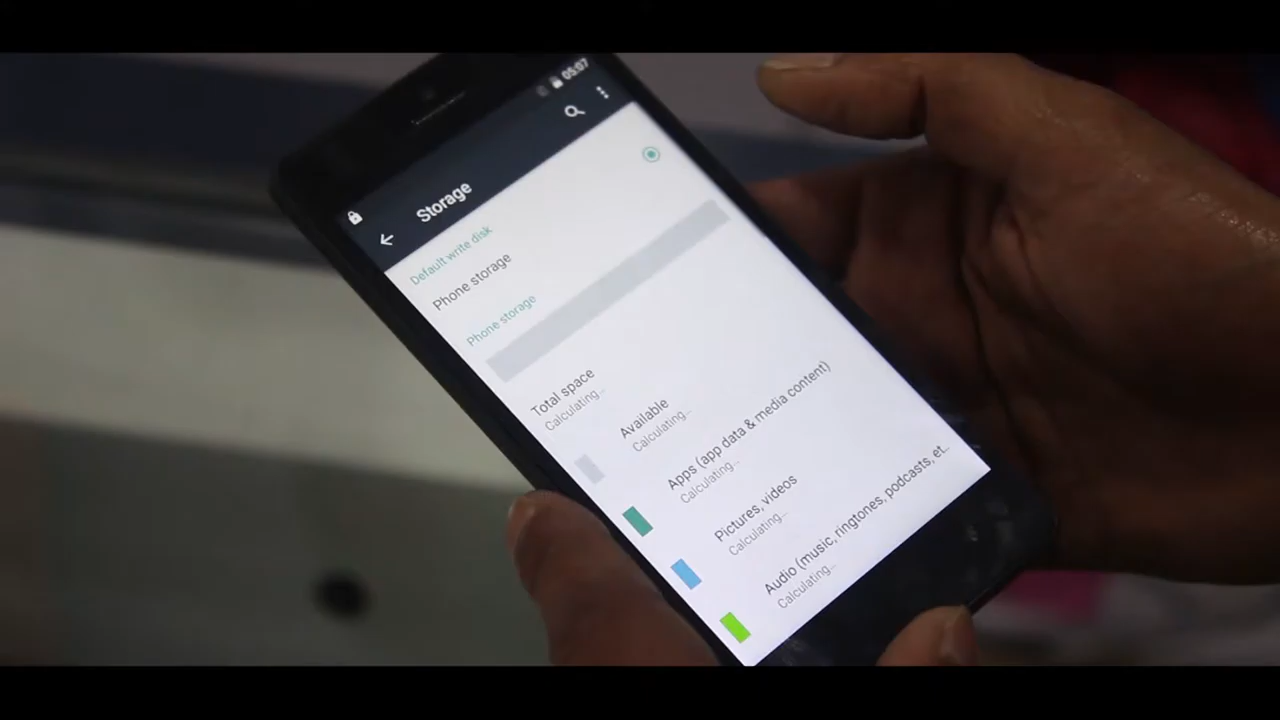 05:07
Storage
Default write disk
Phone storage
Phone storage
Total space
Calculating...
Available
Calculating...
Apps (app data & media content)
Calculating...
Pictures, videos
Calculating...
Audio (music, ringtones, podcasts, et...
Calculating...